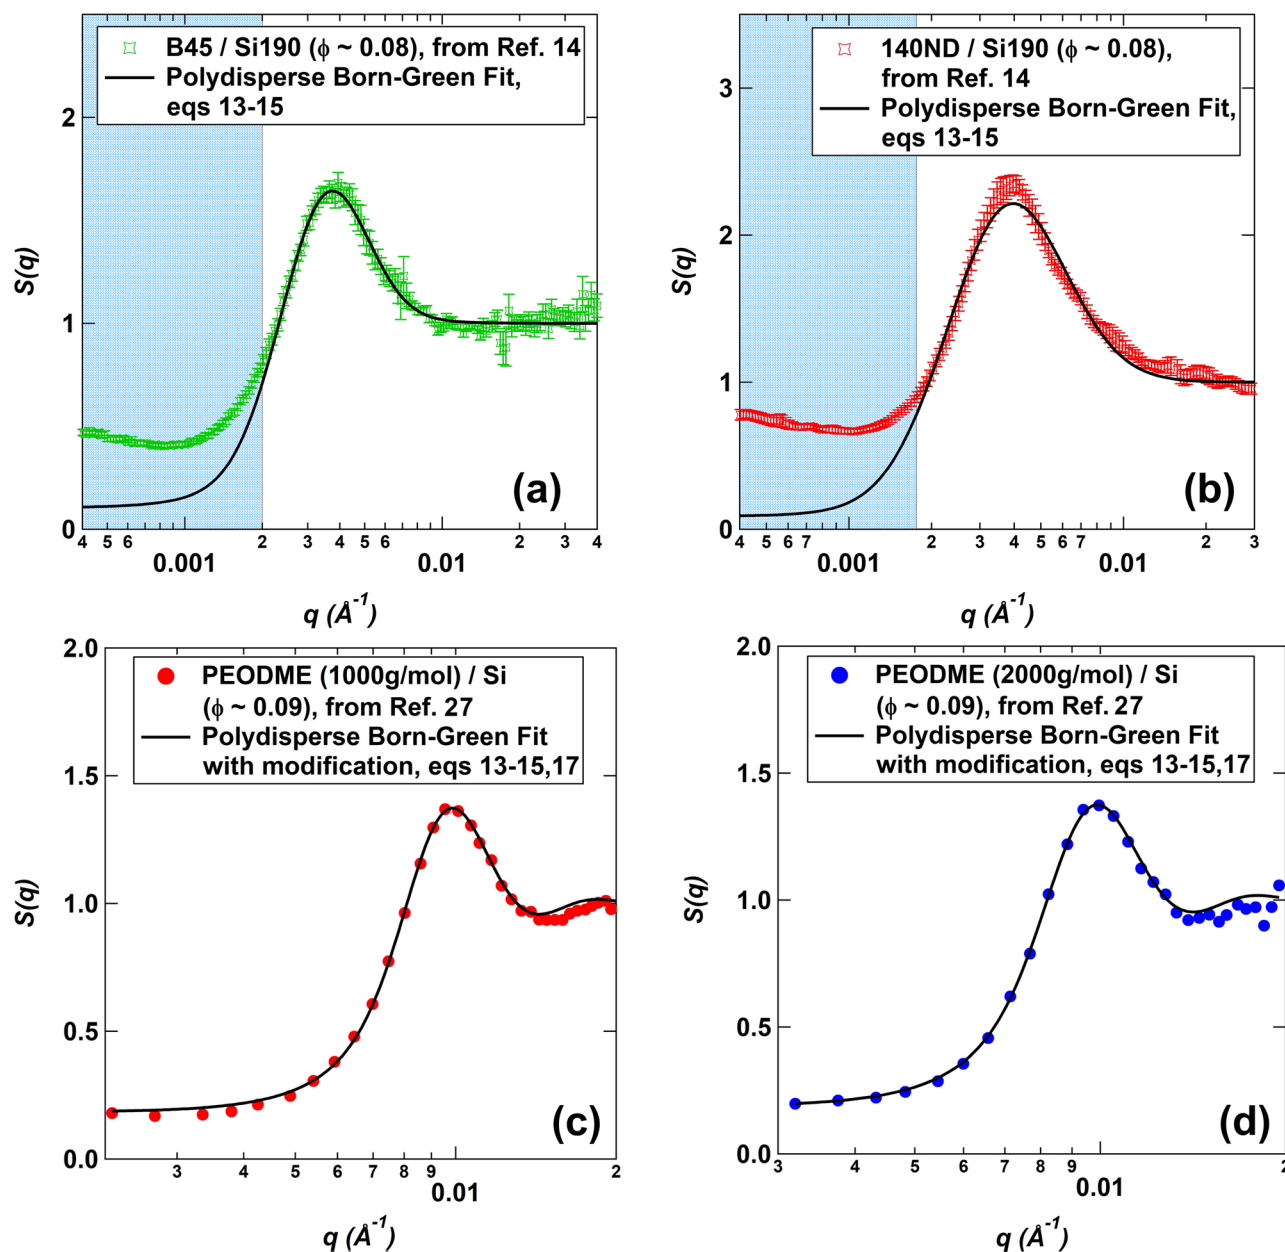 B45 / Si190 (ϕ ~ 0.08), from Ref. 14
Polydisperse Born-Green Fit,
eqs 13-15
S(q)
2
1
0
(a)
4 5 6 2 3 4 5 6 2 3 4
0.001 0.01
q (Å⁻¹)
140ND / Si190 (ϕ ~ 0.08),
from Ref. 14
Polydisperse Born-Green Fit,
eqs 13-15
S(q)
3
2
1
0
(b)
4 5 6 7 2 3 4 5 6 7 2 3
0.001 0.01
q (Å⁻¹)
PEODME (1000g/mol) / Si
(ϕ ~ 0.09), from Ref. 27
Polydisperse Born-Green Fit
with modification, eqs 13-15,17
S(q)
2.0
1.5
1.0
0.5
0.0
(c)
3 4 5 6 7 8 9 2
0.01
q (Å⁻¹)
PEODME (2000g/mol) / Si
(ϕ ~ 0.09), from Ref. 27
Polydisperse Born-Green Fit
with modification, eqs 13-15,17
S(q)
2.0
1.5
1.0
0.5
0.0
(d)
3 4 5 6 7 8 9 2
0.01
q (Å⁻¹)